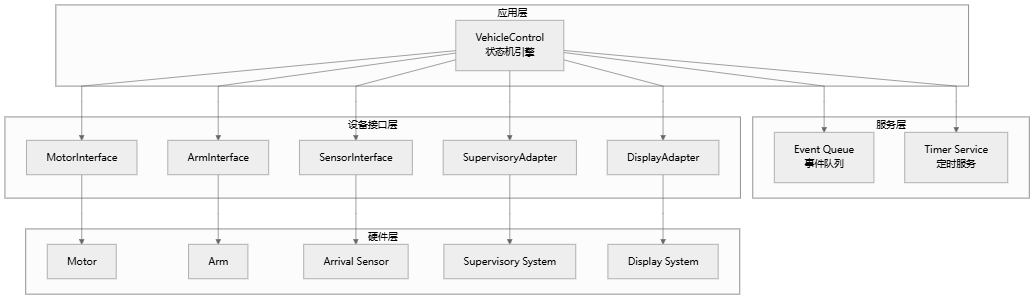 应用层
VehicleControl
状态机引擎
设备接口层
MotorInterface
ArmInterface
SensorInterface
SupervisoryAdapter
DisplayAdapter
服务层
Event Queue
事件队列
Timer Service
定时服务
硬件层
Motor
Arm
Arrival Sensor
Supervisory System
Display System